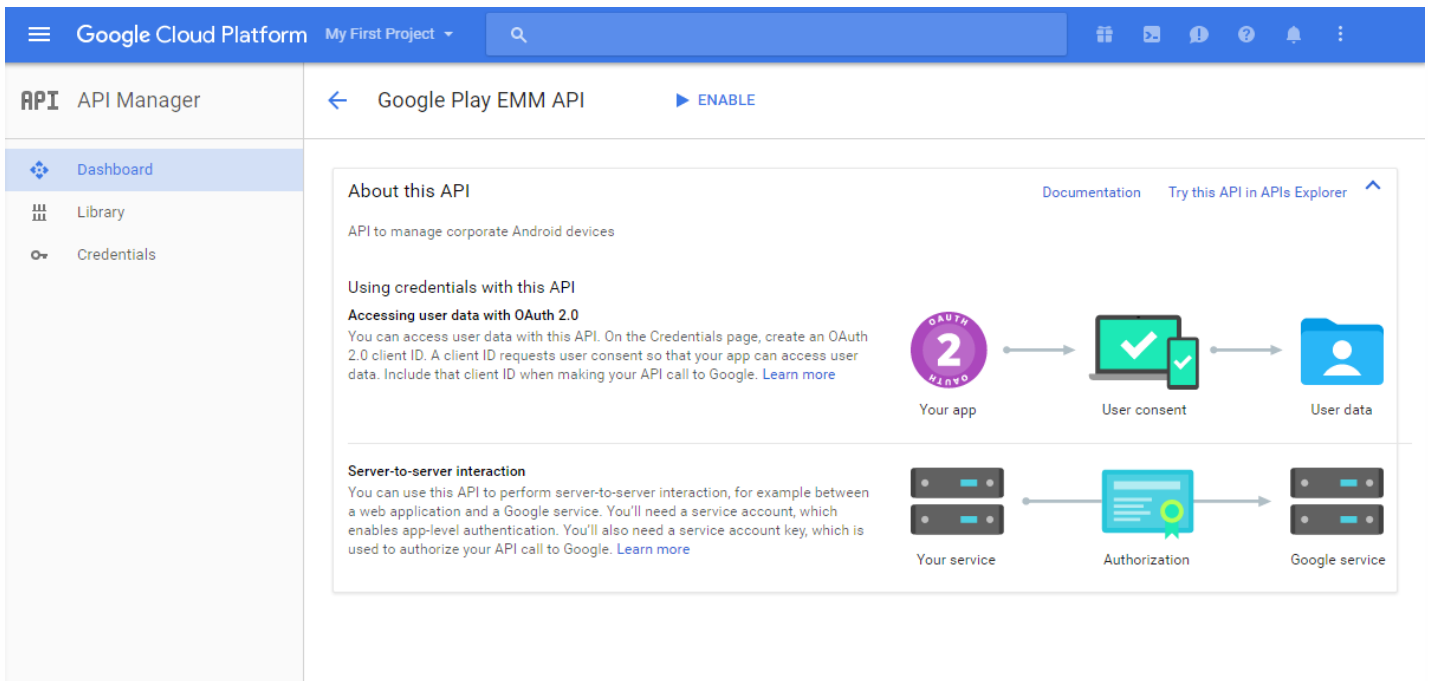 Google Cloud Platform My First Project
API API Manager
Google Play EMM API ENABLE
Dashboard
Library
Credentials
About this API
Documentation Try this API in APIs Explorer
API to manage corporate Android devices
Using credentials with this API
Accessing user data with OAuth 2.0
You can access user data with this API. On the Credentials page, create an OAuth
2.0 client ID. A client ID requests user consent so that your app can access user
data. Include that client ID when making your API call to Google. Learn more
OAUTH
2
OAUTH
Your app
User consent
User data
Server-to-server interaction
You can use this API to perform server-to-server interaction, for example between
a web application and a Google service. You'll need a service account, which
enables app-level authentication. You'll also need a service account key, which is
used to authorize your API call to Google. Learn more
Your service
Authorization
Google service